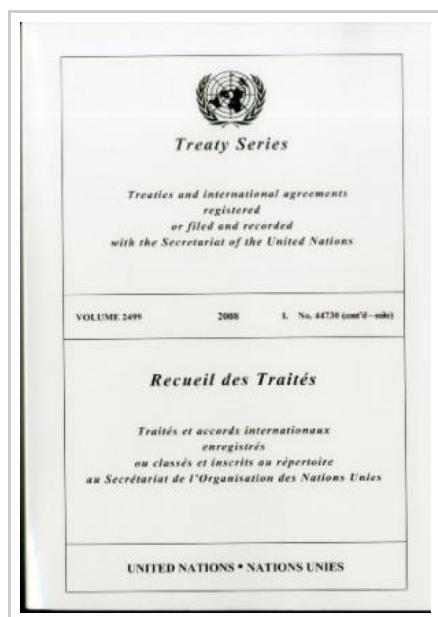 Treaty Series
Treaties and international agreements
registered
or filed and recorded
with the Secretariat of the United Nations
VOLUME 2499 2008 I. No. 44730 (cont'd—suite)
Recueil des Traités
Traités et accords internationaux
enregistrés
ou classés et inscrits au répertoire
au Secrétariat de l'Organisation des Nations Unies
UNITED NATIONS • NATIONS UNIES